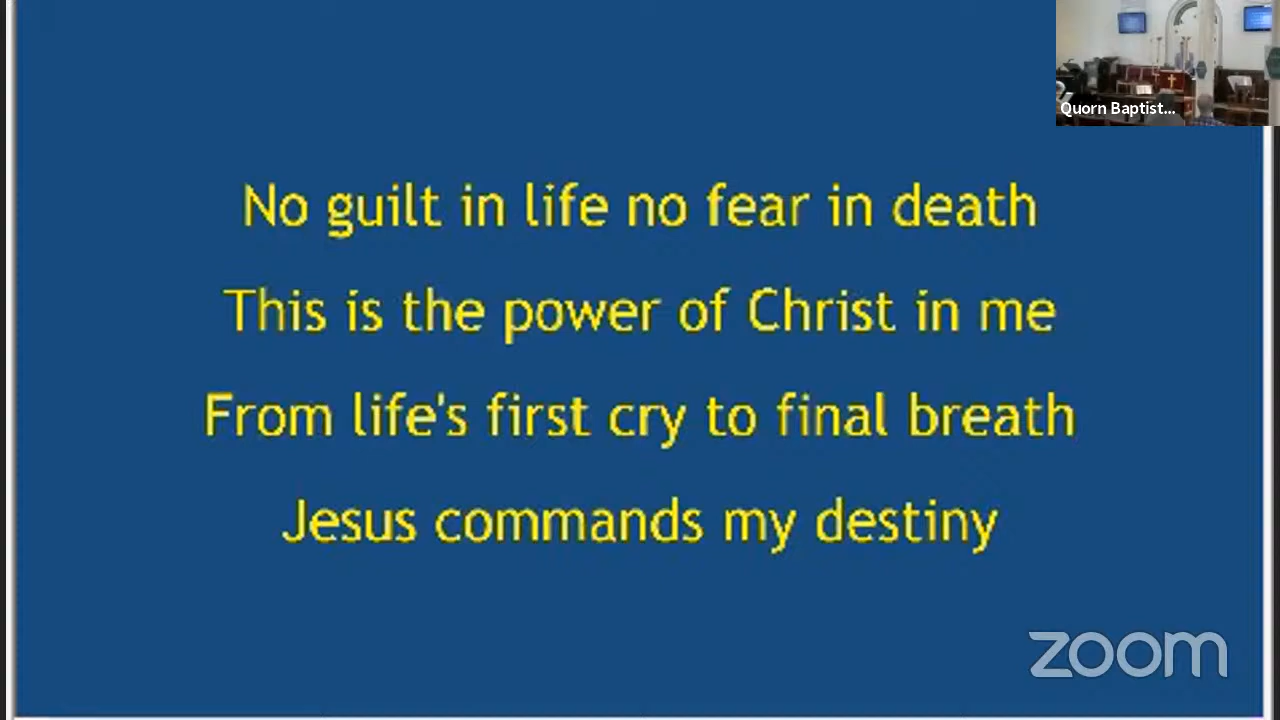 Quorn Baptist...
No guilt in life no fear in death
This is the power of Christ in me
From life's first cry to final breath
Jesus commands my destiny
zoom